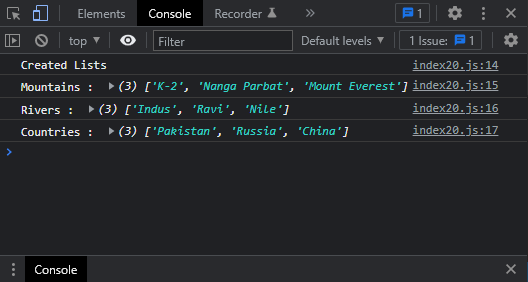 Elements Console Recorder » 1
top Filter Default levels 1 Issue: 1
Created Lists index20.js:14
Mountains : (3) ['K-2', 'Nanga Parbat', 'Mount Everest'] index20.js:15
Rivers : (3) ['Indus', 'Ravi', 'Nile'] index20.js:16
Countries : (3) ['Pakistan', 'Russia', 'China'] index20.js:17
Console